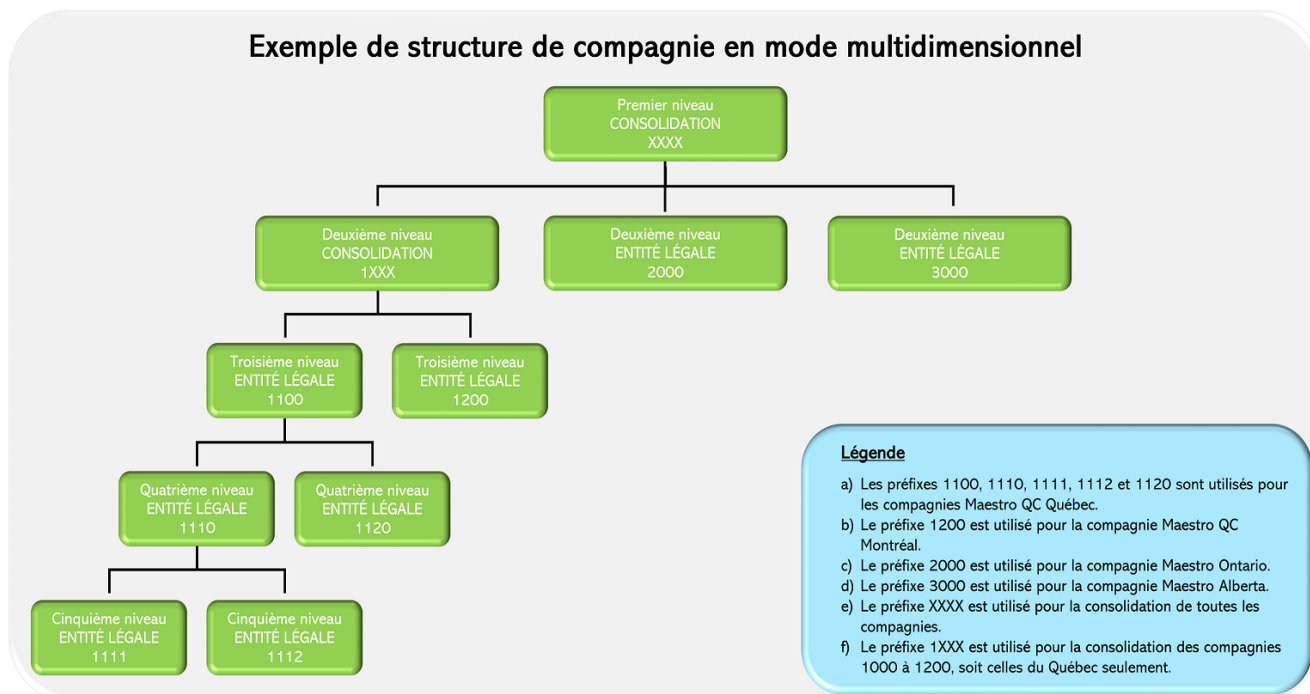 Exemple de structure de compagnie en mode multidimensionnel
Premier niveau
CONSOLIDATION
XXXX
Deuxième niveau
CONSOLIDATION
1XXX
Deuxième niveau
ENTITÉ LÉGALE
2000
Deuxième niveau
ENTITÉ LÉGALE
3000
Troisième niveau
ENTITÉ LÉGALE
1100
Troisième niveau
ENTITÉ LÉGALE
1200
Quatrième niveau
ENTITÉ LÉGALE
1110
Quatrième niveau
ENTITÉ LÉGALE
1120
Cinquième niveau
ENTITÉ LÉGALE
1111
Cinquième niveau
ENTITÉ LÉGALE
1112
Légende
a) Les préfixes 1100, 1110, 1111, 1112 et 1120 sont utilisés pour
les compagnies Maestro QC Québec.
b) Le préfixe 1200 est utilisé pour la compagnie Maestro QC
Montréal.
c) Le préfixe 2000 est utilisé pour la compagnie Maestro Ontario.
d) Le préfixe 3000 est utilisé pour la compagnie Maestro Alberta.
e) Le préfixe XXXX est utilisé pour la consolidation de toutes les
compagnies.
f) Le préfixe 1XXX est utilisé pour la consolidation des compagnies
1000 à 1200, soit celles du Québec seulement.